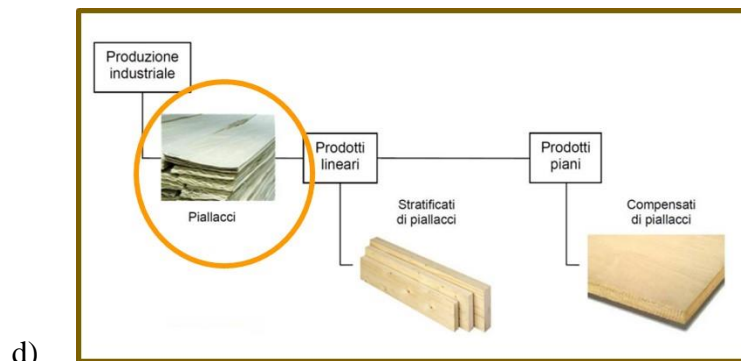 Produzione
industriale
Piallacci
Prodotti
lineari
Stratificati
di piallacci
Prodotti
piani
Compensati
di piallacci
d)